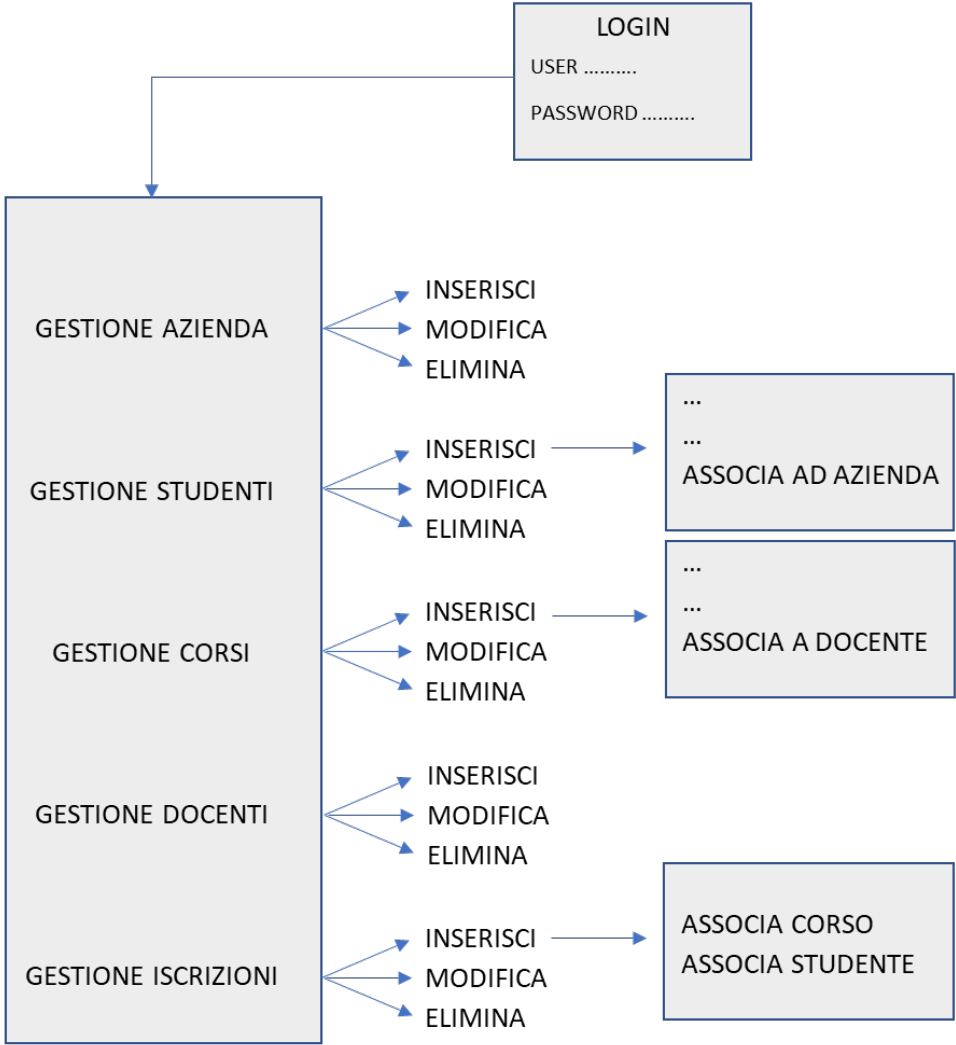 LOGIN
USER ..........
PASSWORD ..........
GESTIONE AZIENDA
INSERISCI
MODIFICA
ELIMINA
GESTIONE STUDENTI
INSERISCI
MODIFICA
ELIMINA
...
...
ASSOCIA AD AZIENDA
GESTIONE CORSI
INSERISCI
MODIFICA
ELIMINA
...
...
ASSOCIA A DOCENTE
GESTIONE DOCENTI
INSERISCI
MODIFICA
ELIMINA
GESTIONE ISCRIZIONI
INSERISCI
MODIFICA
ELIMINA
ASSOCIA CORSO
ASSOCIA STUDENTE